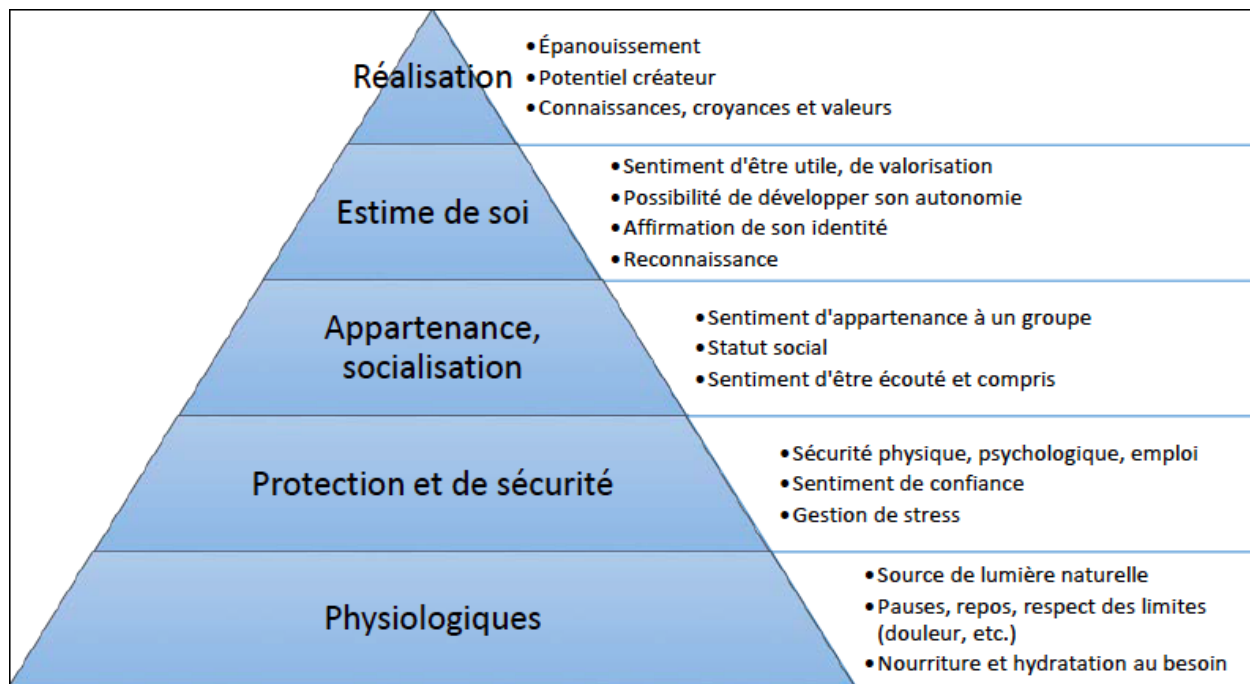 Réalisation
•Épanouissement
•Potentiel créateur
•Connaissances, croyances et valeurs
Estime de soi
•Sentiment d'être utile, de valorisation
•Possibilité de développer son autonomie
•Affirmation de son identité
•Reconnaissance
Appartenance,
socialisation
•Sentiment d'appartenance à un groupe
•Statut social
•Sentiment d'être écouté et compris
Protection et de sécurité
•Sécurité physique, psychologique, emploi
•Sentiment de confiance
•Gestion de stress
Physiologiques
•Source de lumière naturelle
•Pauses, repos, respect des limites
(douleur, etc.)
•Nourriture et hydratation au besoin